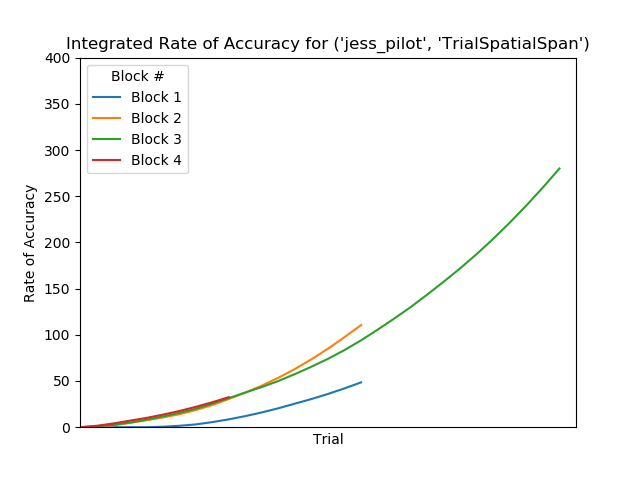 Integrated Rate of Accuracy for ('jess_pilot', 'TrialSpatialSpan')
400
350
300
250
200
150
100
50
0
Rate of Accuracy
Block #
Block 1
Block 2
Block 3
Block 4
Trial